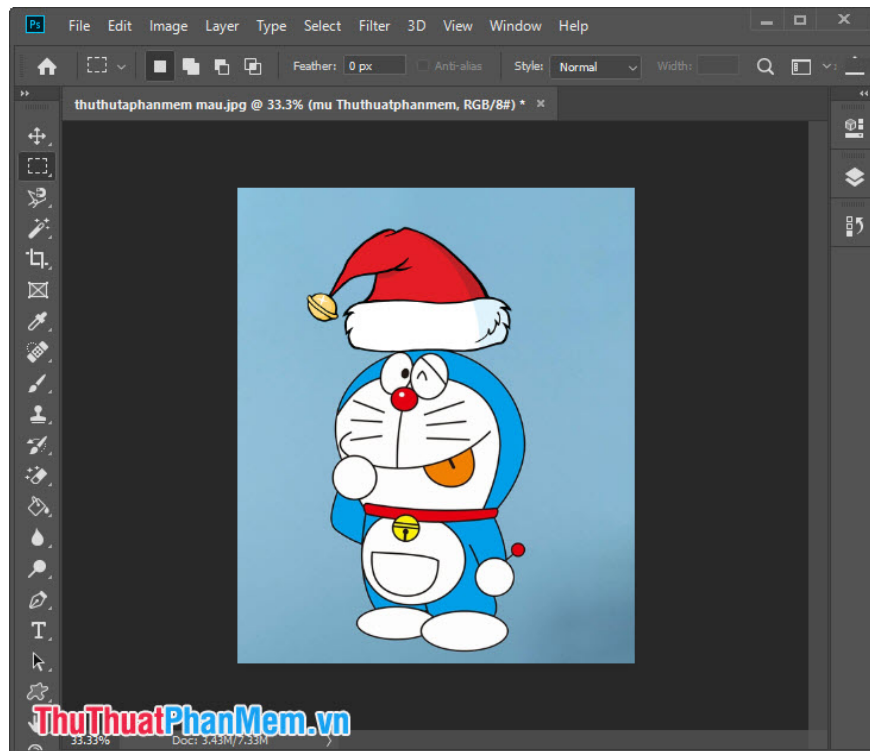 Ps File Edit Image Layer Type Select Filter 3D View Window Help
Feather: 0 px Anti-alias Style: Normal Width:
thuthutaphanmem mau.jpg @ 33.3% (mu Thuthuatphanmem, RGB/8#) *
T
ThuThuatPhanMem.vn
33.33% Doc: 3.43M/7.33M